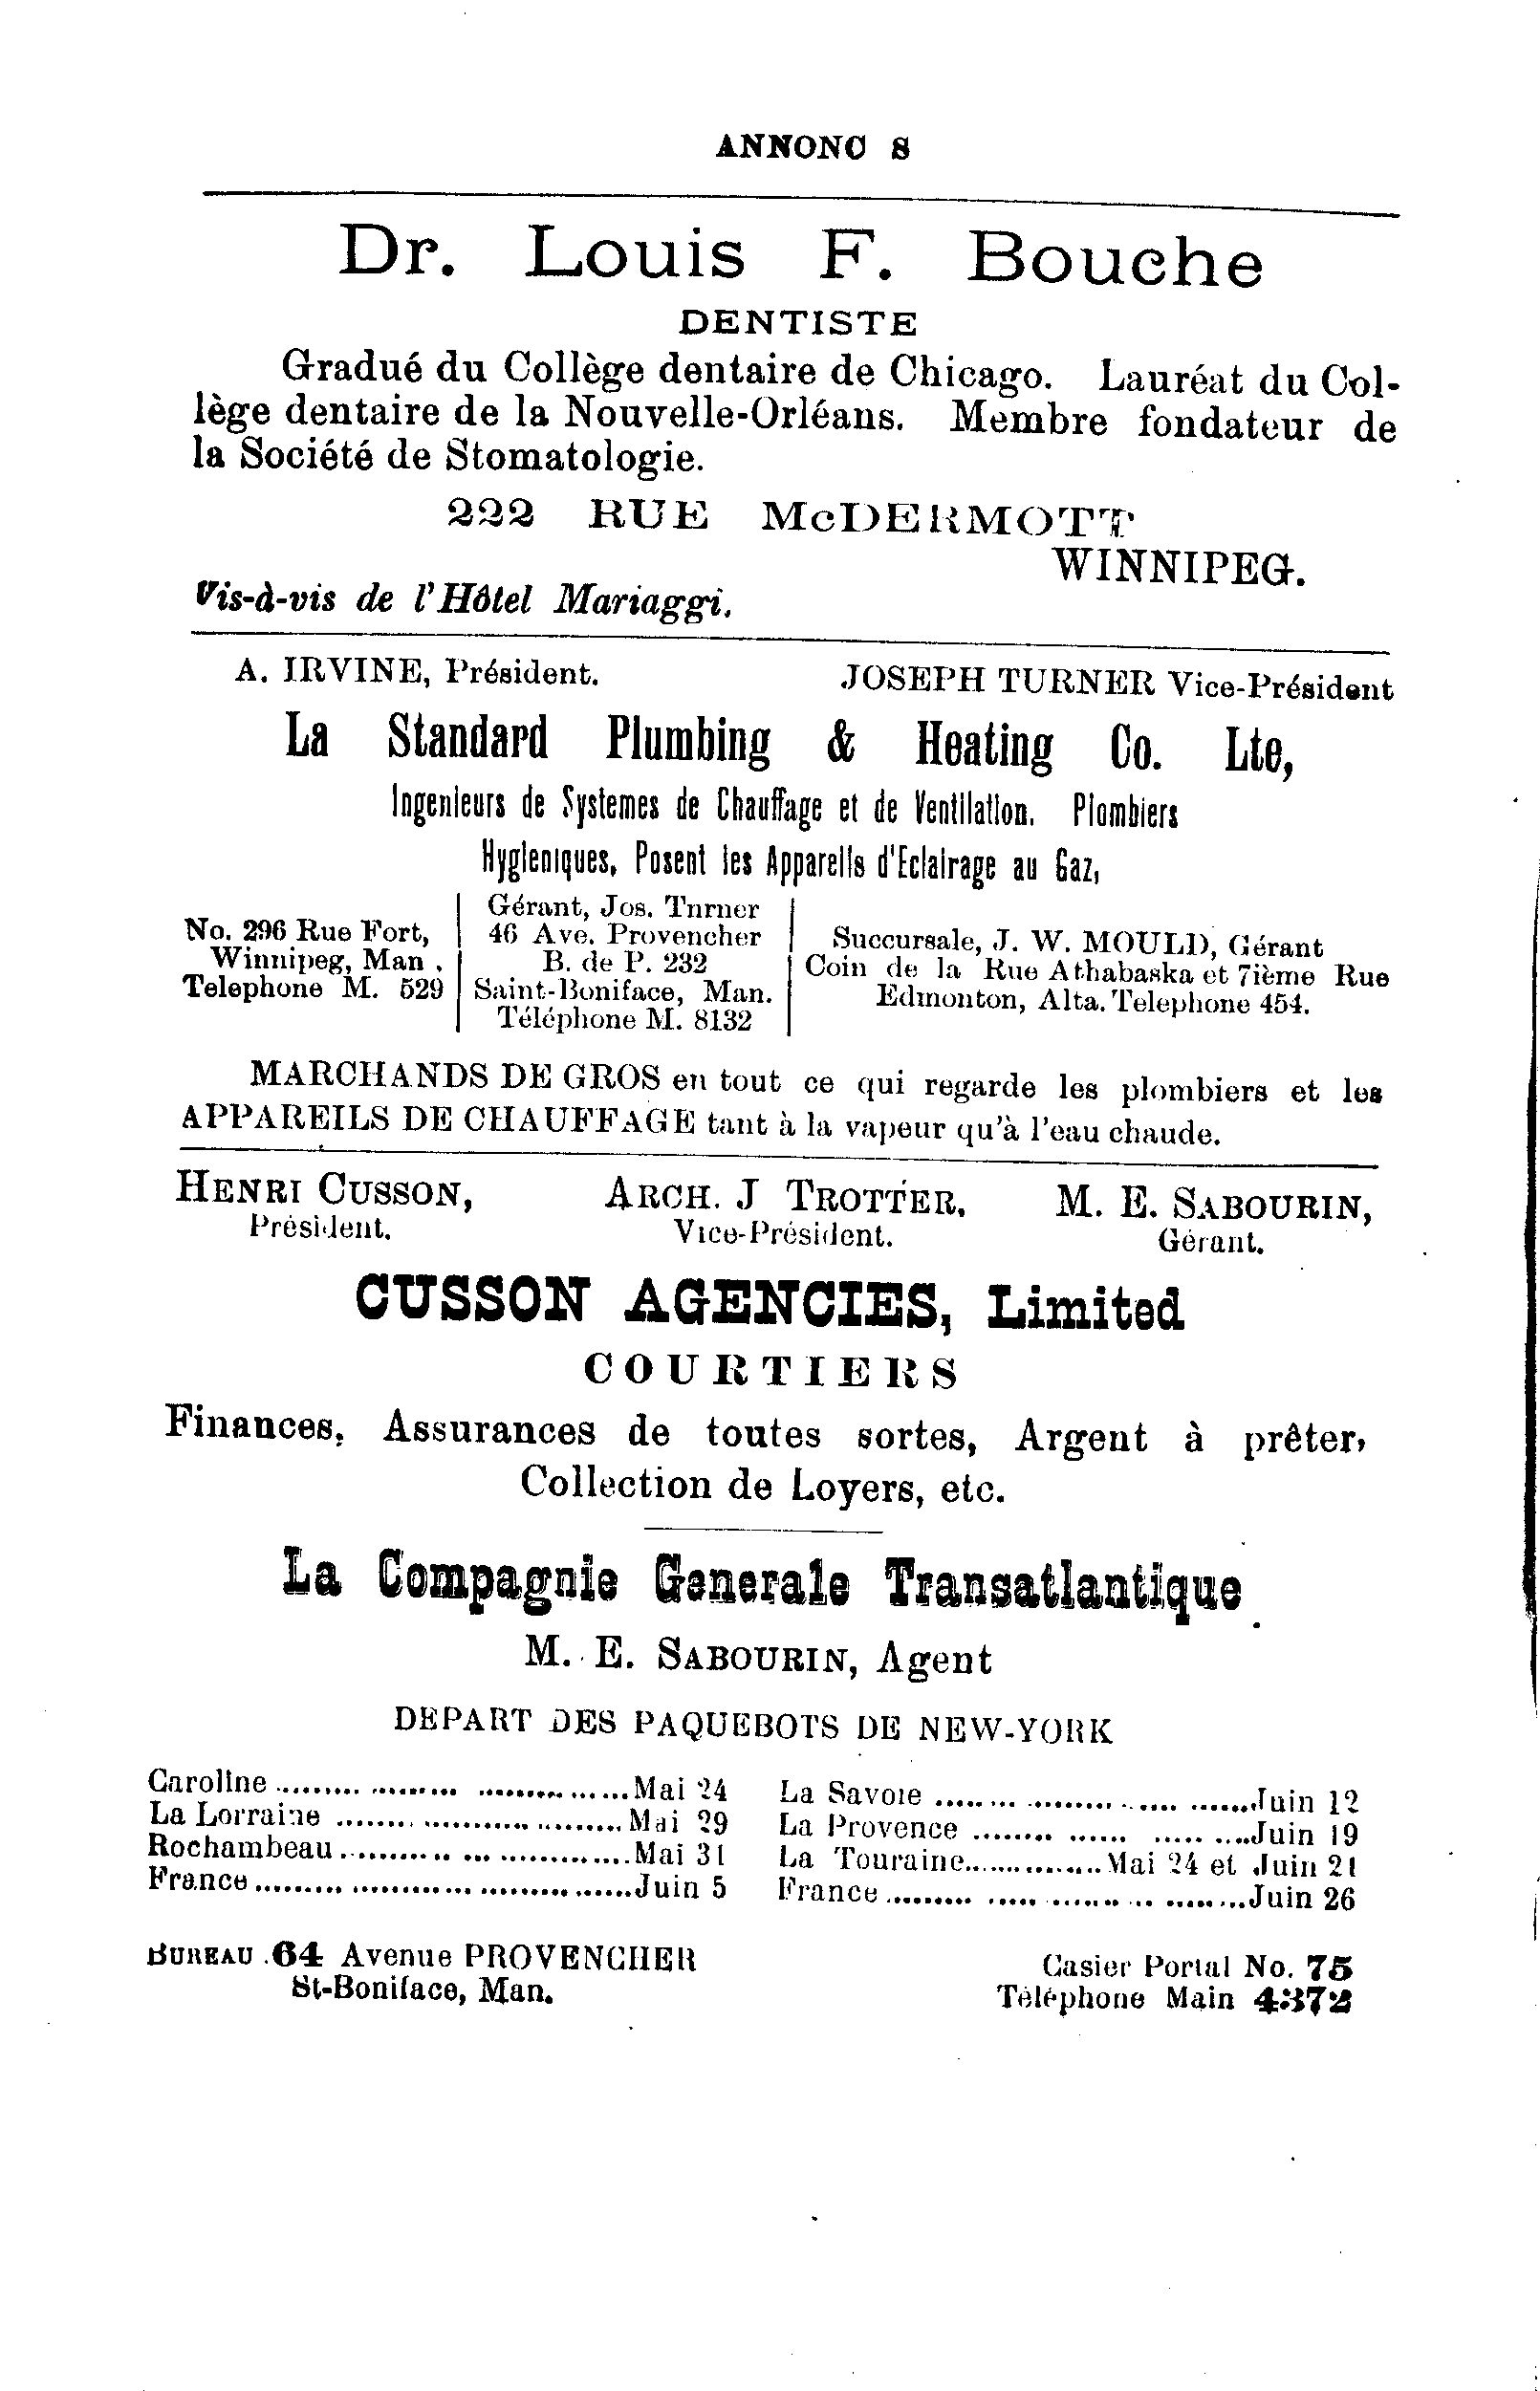 ANNONC S
Dr. Louis F. Bouche
DENTISTE
Gradué du Collège dentaire de Chicago. Lauréat du Col-
lège dentaire de la Nouvelle-Orléans. Membre fondateur de
la Société de Stomatologie.
222 RUE McDERMOTT
WINNIPEG.
Vis-à-vis de l'Hôtel Mariaggi.
A. IRVINE, Président. JOSEPH TURNER Vice-Président
La Standard Plumbing & Heating Co. Lte,
Ingenieurs de Systemes de Chauffage et de Ventilation. Plombiers
Hygieniques, Posent les Appareils d'Eclairage au Gaz,
No. 296 Rue Fort,
Winnipeg, Man.
Telephone M. 529
Gérant, Jos. Turner
46 Ave. Provencher
B. de P. 232
Saint-Boniface, Man.
Téléphone M. 8132
Succursale, J. W. MOULD, Gérant
Coin de la Rue Athabaska et 7ième Rue
Edmonton, Alta. Telephone 454.
MARCHANDS DE GROS en tout ce qui regarde les plombiers et les
APPAREILS DE CHAUFFAGE tant à la vapeur qu'à l'eau chaude.
HENRI CUSSON, ARCH. J TROTTER, M. E. SABOURIN,
Président. Vice-Président. Gérant.
CUSSON AGENCIES, Limited
COURTIERS
Finances, Assurances de toutes sortes, Argent à prêter,
Collection de Loyers, etc.
La Compagnie Generale Transatlantique.
M. E. SABOURIN, Agent
DEPART DES PAQUEBOTS DE NEW-YORK
Caroline ........ Mai 24
La Lorraine ........ Mai 29
Rochambeau ........ Mai 31
France ........ Juin 5
La Savoie ........ Juin 12
La Provence ........ Juin 19
La Touraine ........ Mai 24 et Juin 21
France ........ Juin 26
BUREAU .64 Avenue PROVENCHER
St-Boniface, Man.
Casier Portal No. 75
Téléphone Main 4372